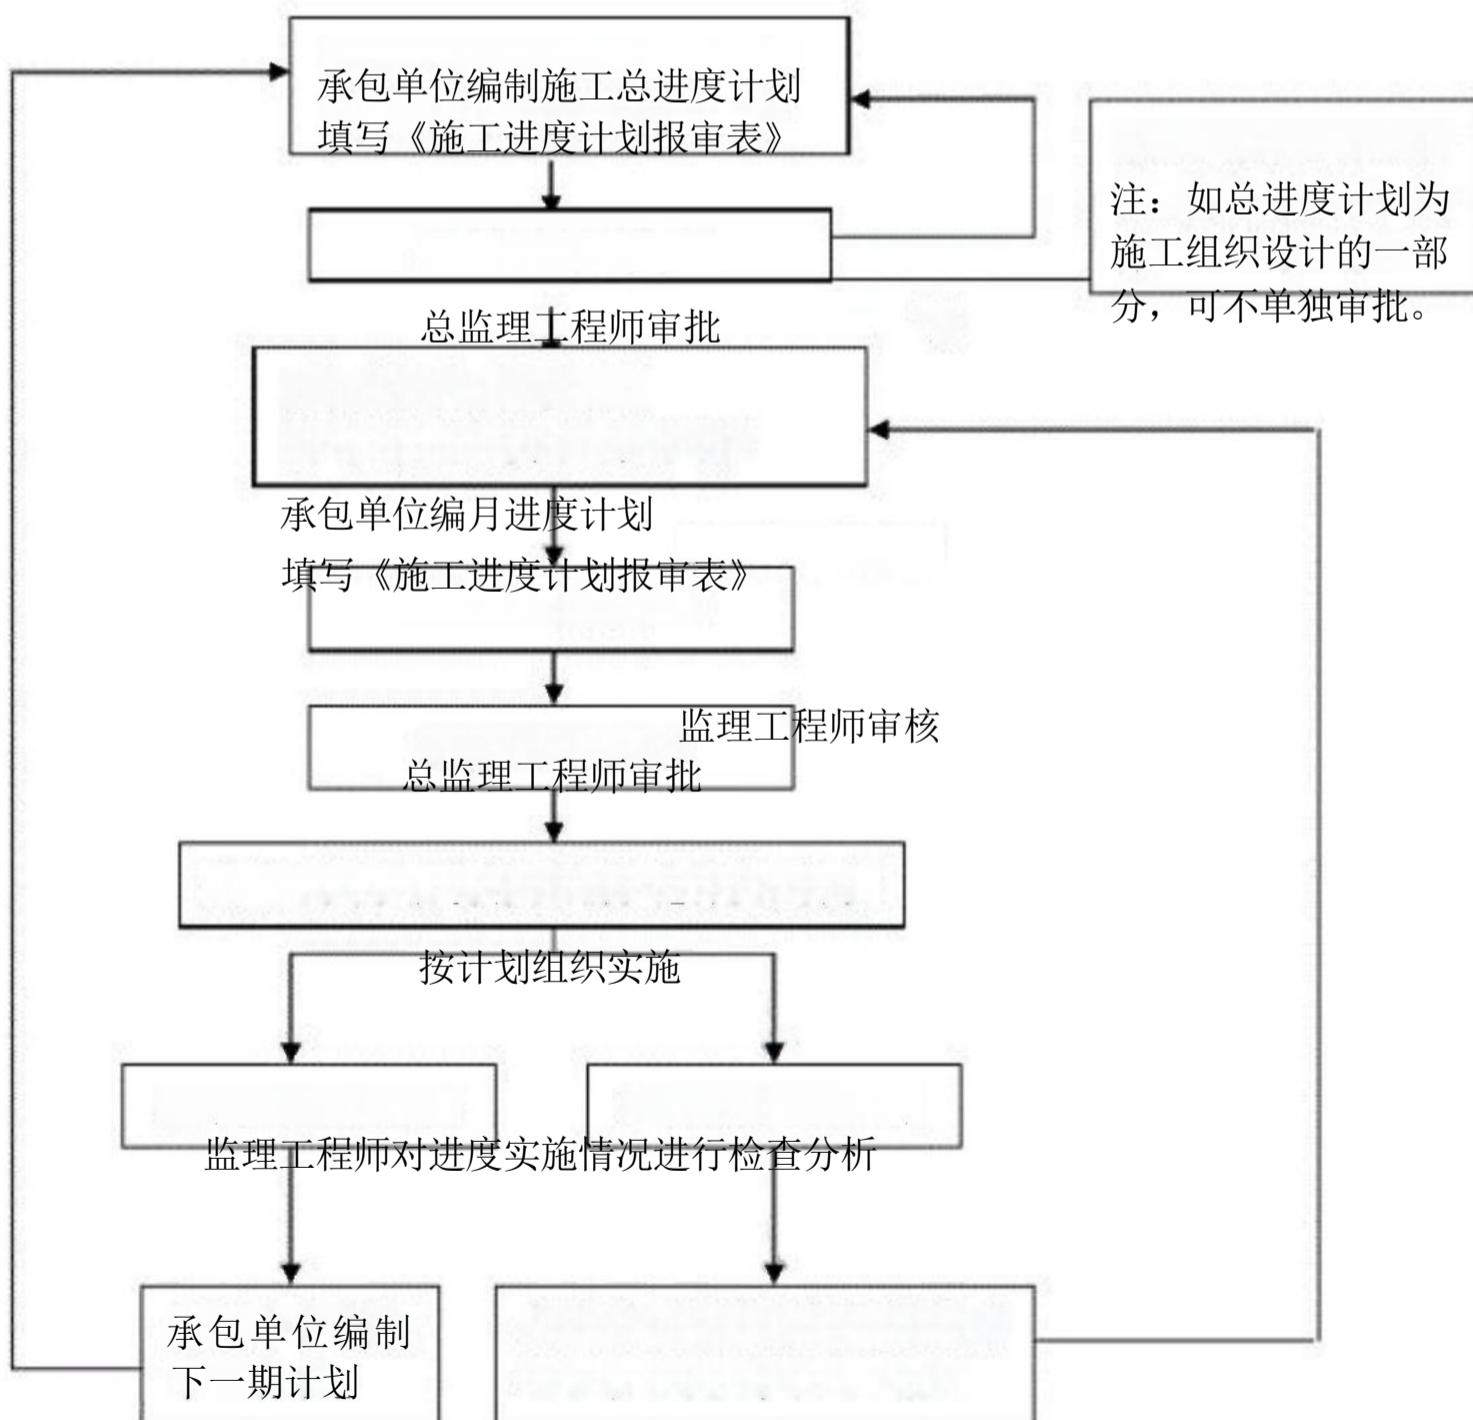 承包单位编制施工总进度计划
填写《施工进度计划报审表》
注：如总进度计划为
施工组织设计的一部
分，可不单独审批。
总监理工程师审批
承包单位编月进度计划
填写《施工进度计划报审表》
监理工程师审核
总监理工程师审批
按计划组织实施
监理工程师对进度实施情况进行检查分析
承包单位编制
下一期计划